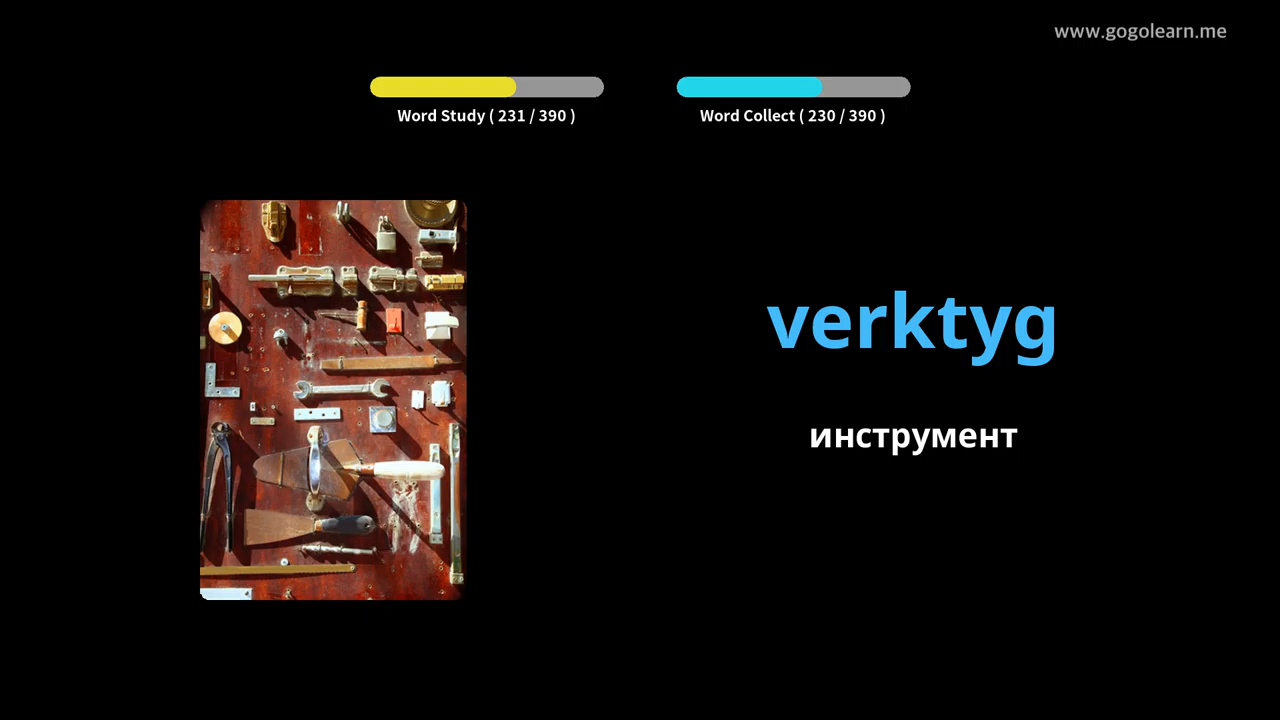 www.gogolearn.me
Word Study ( 231 / 390 )
Word Collect ( 230 / 390 )
verktyg
инструмент